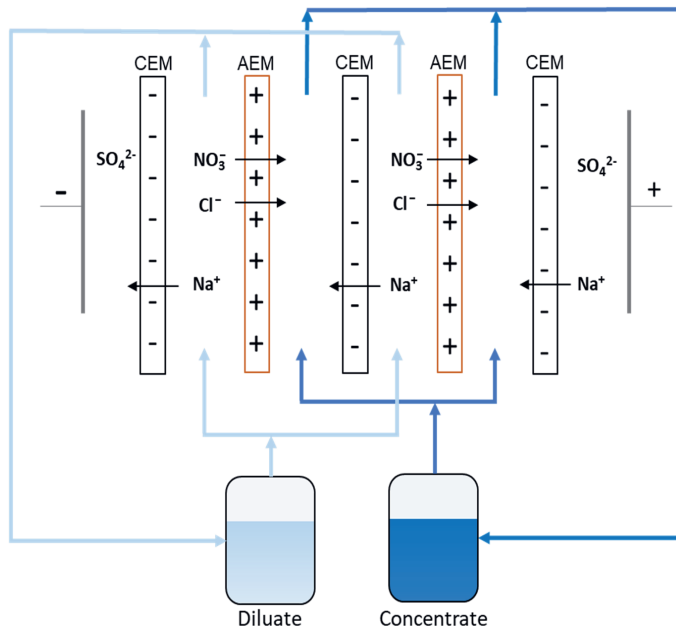 CEM AEM CEM AEM CEM
- + - + -
- + - + -
SO₄²⁻ NO₃⁻ NO₃⁻ SO₄²⁻
- + - + -
- - + - + - +
Cl⁻ Cl⁻
- + - + -
- + - + -
Na⁺ Na⁺ Na⁺
- + - + -
- + - + -
Diluate Concentrate